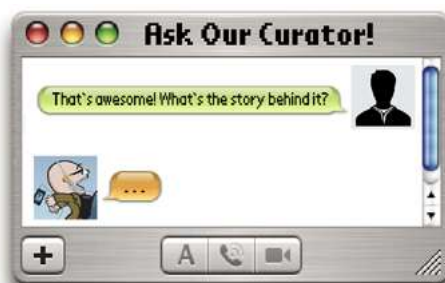 Ask Our Curator!
That`s awesome! What`s the story behind it?
...
A